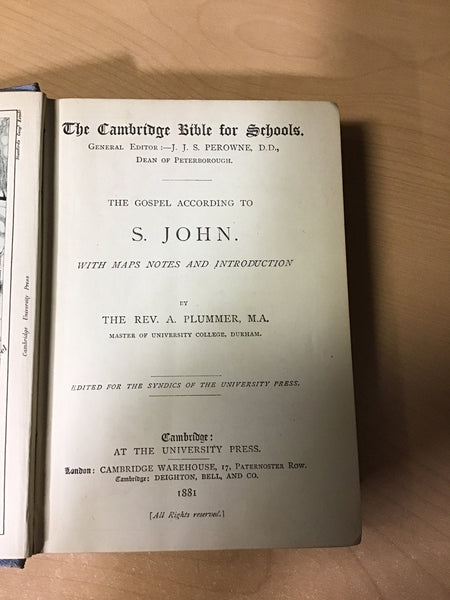 The Cambridge Bible for Schools.
GENERAL EDITOR:—J. J. S. PEROWNE, D.D.,
DEAN OF PETERBOROUGH.
THE GOSPEL ACCORDING TO
S. JOHN.
WITH MAPS NOTES AND INTRODUCTION
BY
THE REV. A. PLUMMER, M.A.
MASTER OF UNIVERSITY COLLEGE, DURHAM.
EDITED FOR THE SYNDICS OF THE UNIVERSITY PRESS.
Cambridge:
AT THE UNIVERSITY PRESS.
London: CAMBRIDGE WAREHOUSE, 17, PATERNOSTER ROW.
Cambridge: DEIGHTON, BELL, AND CO.
1881
[All Rights reserved.]
Cambridge University Press